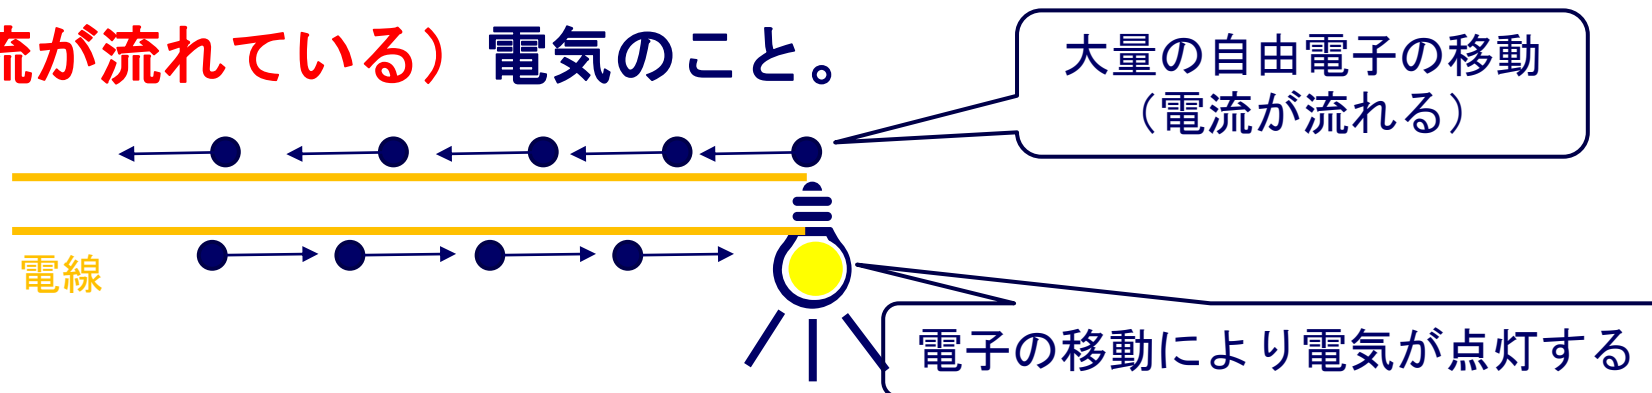 流が流れている）電気のこと。
大量の自由電子の移動
（電流が流れる）
電線
電子の移動により電気が点灯する